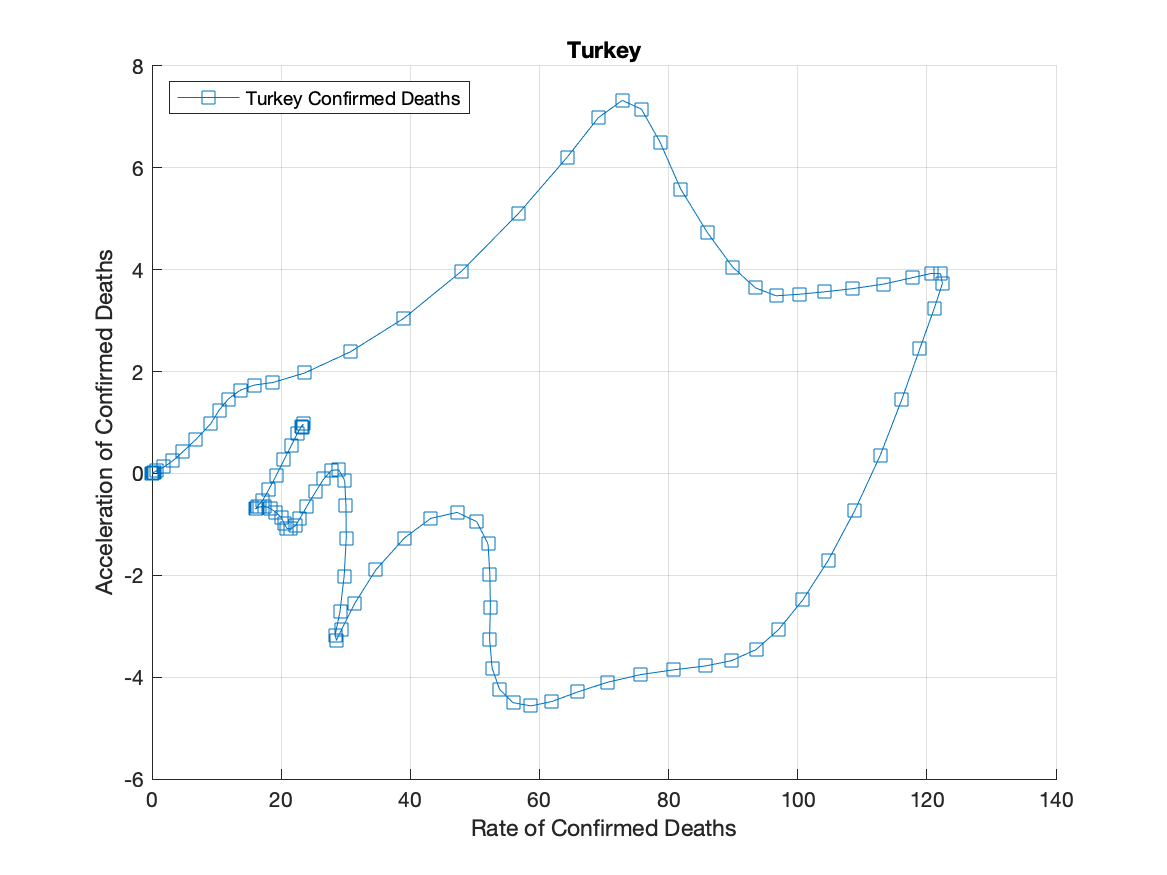 Turkey
Turkey Confirmed Deaths
8
6
4
2
0
-2
-4
-6
Acceleration of Confirmed Deaths
0 20 40 60 80 100 120 140
Rate of Confirmed Deaths